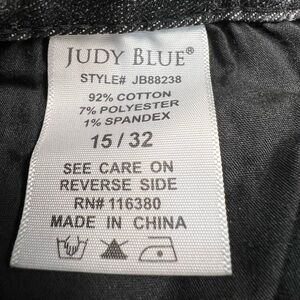 JUDY BLUE®
STYLE# JB88238
92% COTTON
7% POLYESTER
1% SPANDEX
15 / 32
SEE CARE ON
REVERSE SIDE
RN# 116380
MADE IN CHINA